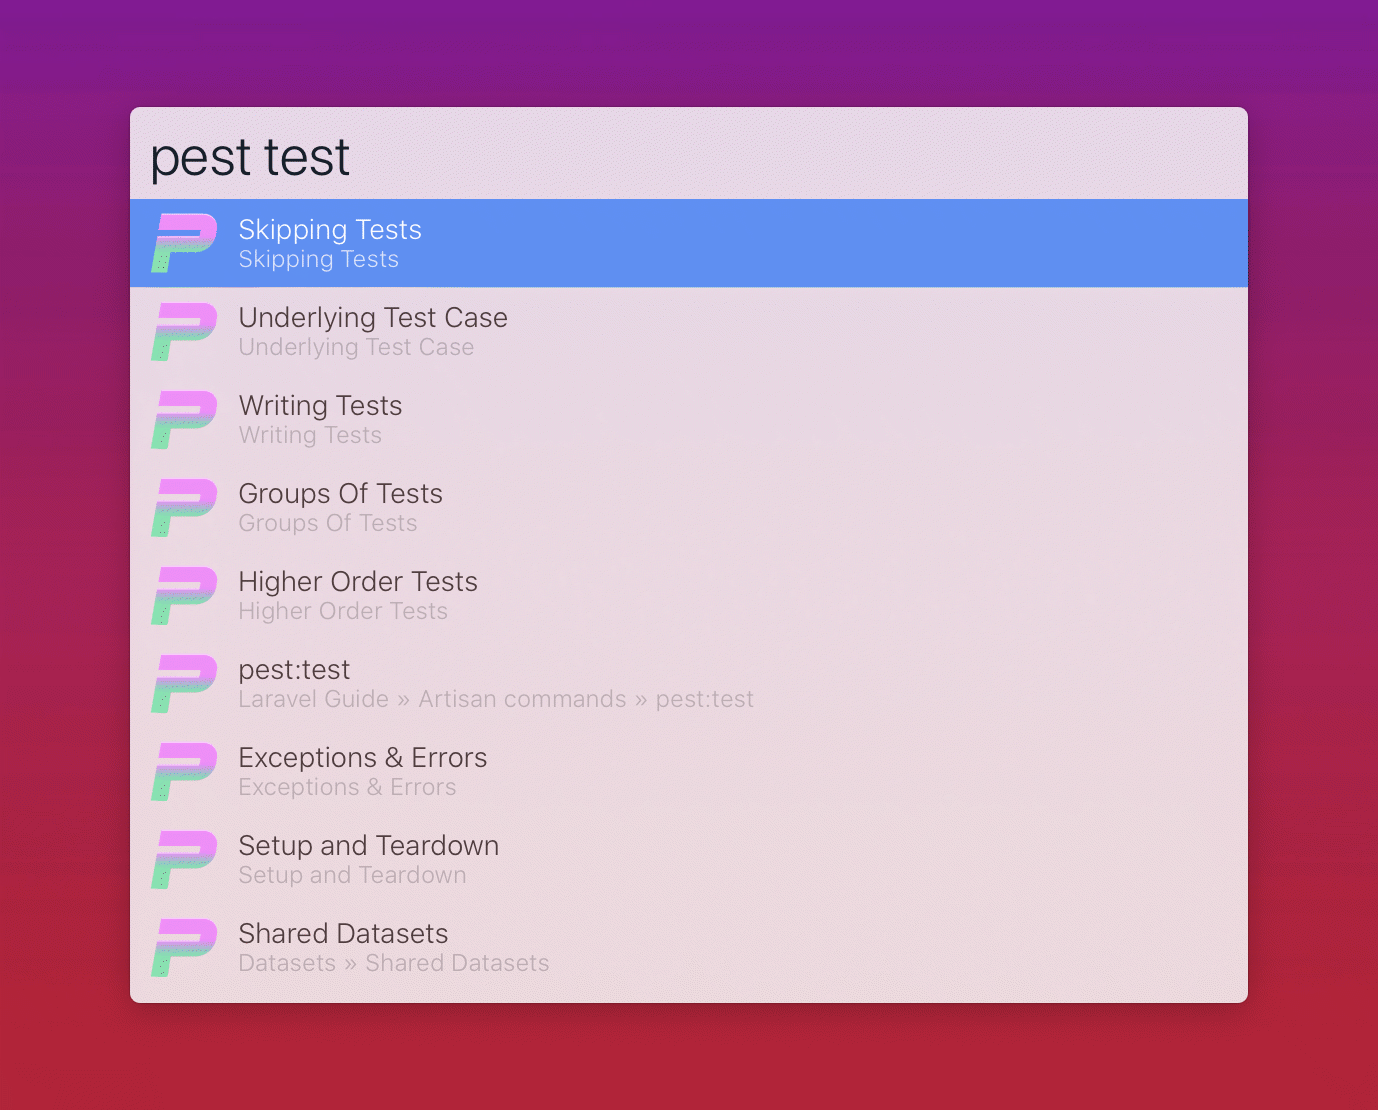 pest test
Skipping Tests
Skipping Tests
Underlying Test Case
Underlying Test Case
Writing Tests
Writing Tests
Groups Of Tests
Groups Of Tests
Higher Order Tests
Higher Order Tests
pest:test
Laravel Guide » Artisan commands » pest:test
Exceptions & Errors
Exceptions & Errors
Setup and Teardown
Setup and Teardown
Shared Datasets
Datasets » Shared Datasets